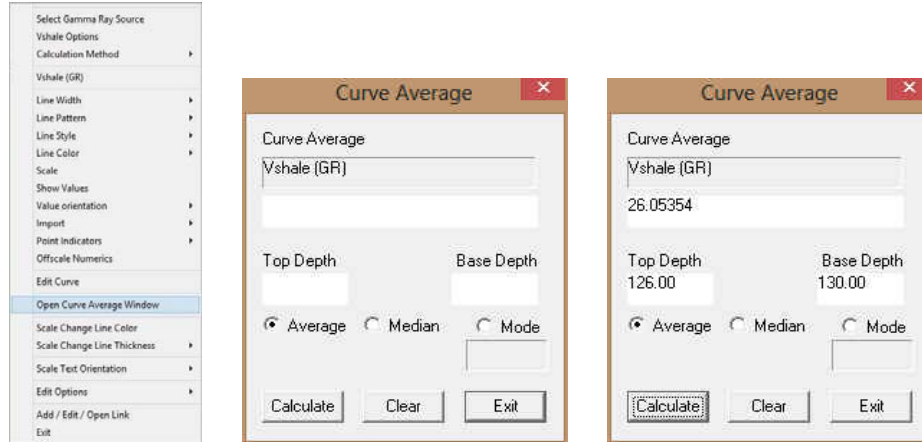 Select Gamma Ray Source
Vshale Options
Calculation Method
Vshale (GR)
Line Width
Line Pattern
Line Style
Line Color
Scale
Show Values
Value orientation
Import
Point Indicators
Offscale Numerics
Edit Curve
Open Curve Average Window
Scale Change Line Color
Scale Change Line Thickness
Scale Text Orientation
Edit Options
Add / Edit / Open Link
Exit
Curve Average
Curve Average
Vshale (GR)
Top Depth Base Depth
Average Median Mode
Calculate Clear Exit
Curve Average
Curve Average
Vshale (GR)
26.05354
Top Depth Base Depth
126.00 130.00
Average Median Mode
Calculate Clear Exit